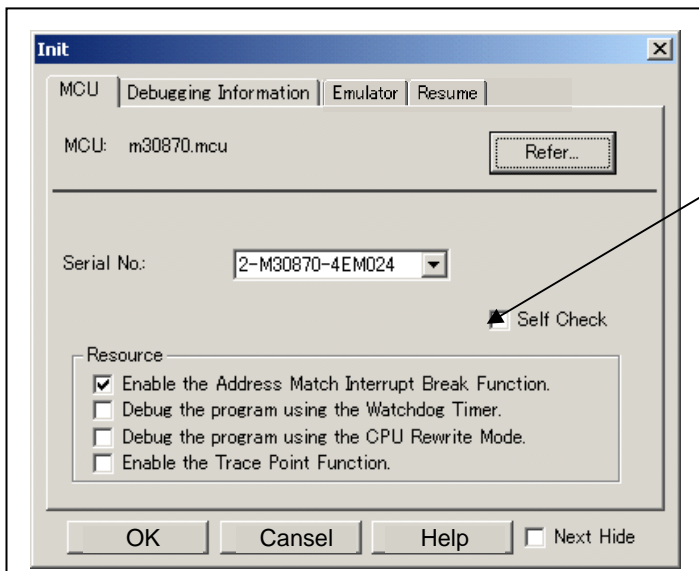 Init
MCU Debugging Information Emulator Resume
MCU: m30870.mcu
Refer...
Serial No.: 2-M30870-4EM024
Self Check
Resource
Enable the Address Match Interrupt Break Function.
Debug the program using the Watchdog Timer.
Debug the program using the CPU Rewrite Mode.
Enable the Trace Point Function.
OK Cansel Help Next Hide